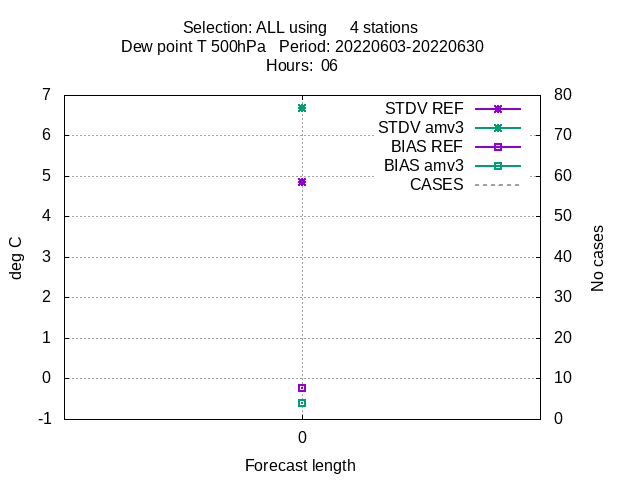 Selection: ALL using     4 stations
Dew point T 500hPa   Period: 20220603-20220630
Hours:  06
7
6
5
4
3
2
1
0
-1
80
70
60
50
40
30
20
10
0
STDV REF
STDV amv3
BIAS REF
BIAS amv3
CASES
deg C
No cases
0
Forecast length